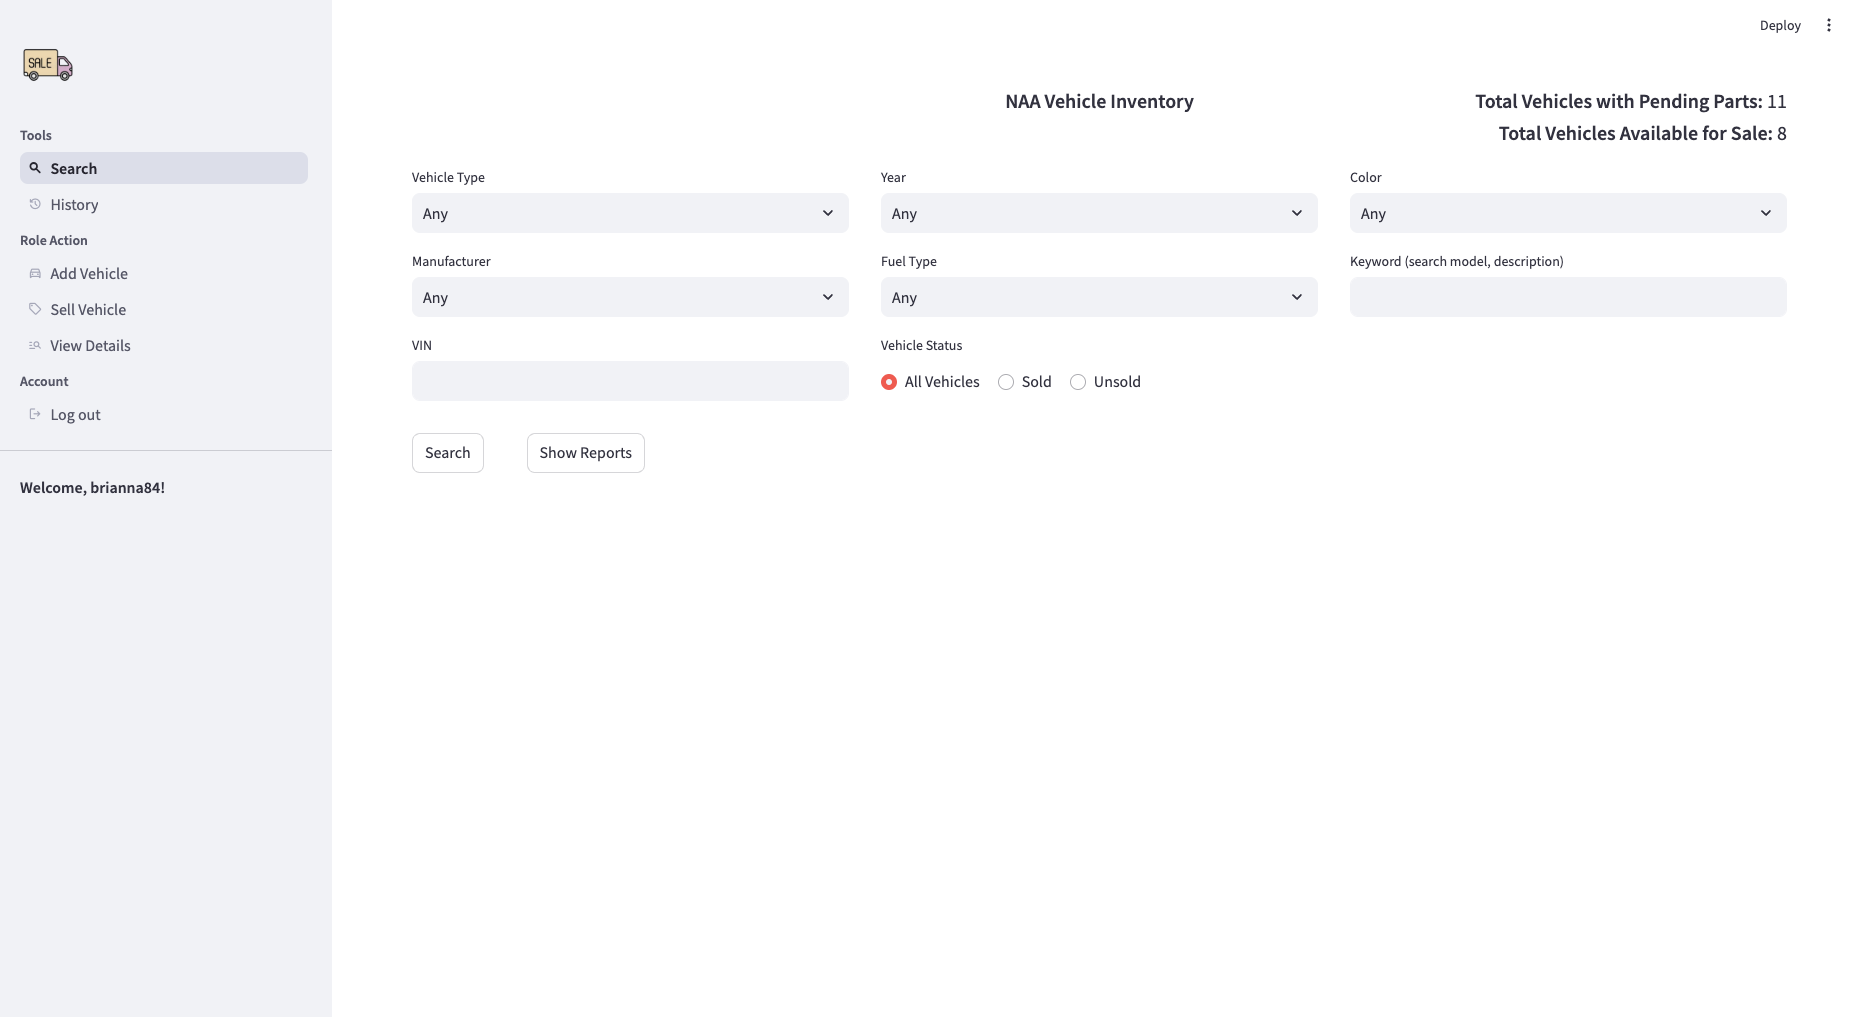 Deploy
SALE
Tools
Search
History
Role Action
Add Vehicle
Sell Vehicle
View Details
Account
Log out
Welcome, brianna84!
NAA Vehicle Inventory
Total Vehicles with Pending Parts: 11
Total Vehicles Available for Sale: 8
Vehicle Type
Any
Year
Any
Color
Any
Manufacturer
Any
Fuel Type
Any
Keyword (search model, description)
VIN
Vehicle Status
All Vehicles Sold Unsold
Search Show Reports